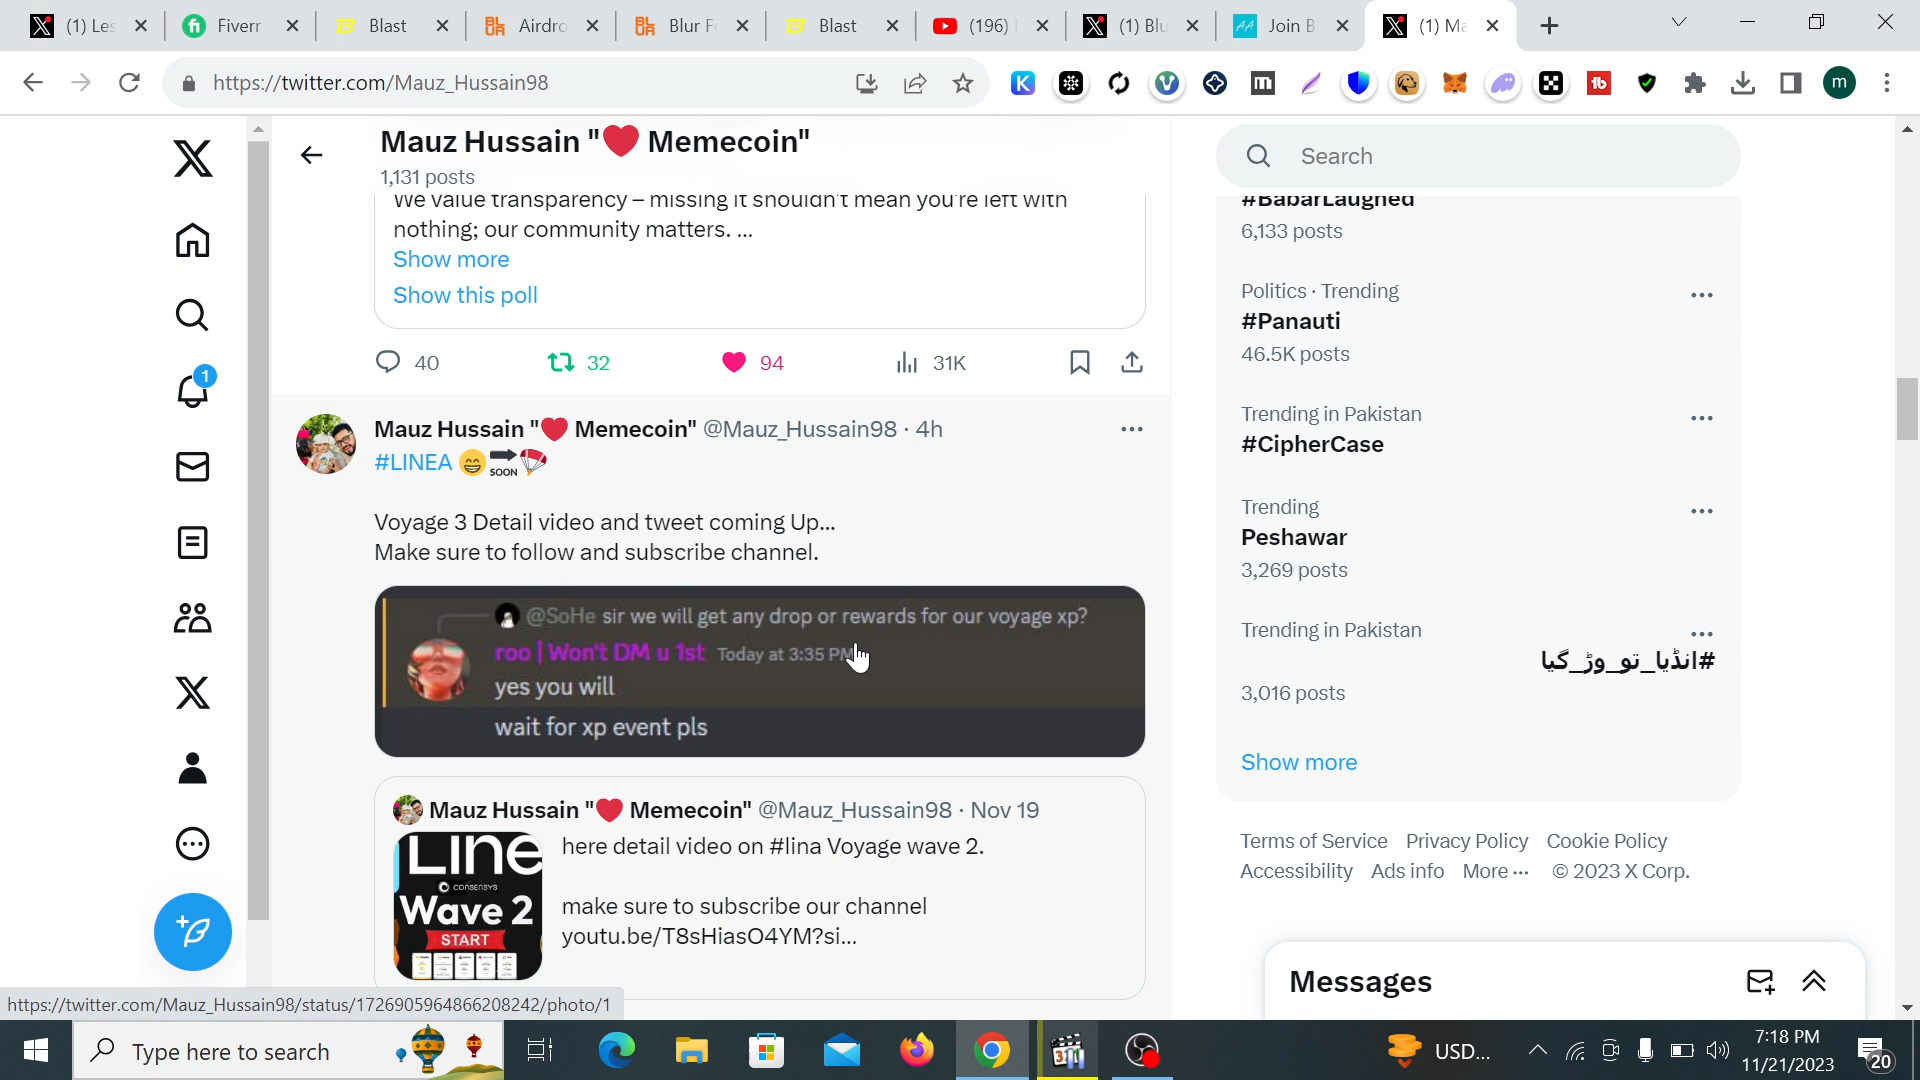 (1) Les
Fiverr
Blast
Airdro
Blur Fo
Blast
(196)
(1) Blu
Join B
(1) Ma
https://twitter.com/Mauz_Hussain98
Mauz Hussain "❤️ Memecoin"
1,131 posts
We value transparency – missing it shouldn't mean you're left with
nothing; our community matters. ...
Show more
Show this poll
40
32
94
31K
Mauz Hussain "❤️ Memecoin" @Mauz_Hussain98 · 4h
#LINEA 😁🔜🪂
Voyage 3 Detail video and tweet coming Up...
Make sure to follow and subscribe channel.
@SoHe sir we will get any drop or rewards for our voyage xp?
roo | Won't DM u 1st Today at 3:35 PM
yes you will
wait for xp event pls
Mauz Hussain "❤️ Memecoin" @Mauz_Hussain98 · Nov 19
Line
CONSENSYS
Wave 2
START
here detail video on #lina Voyage wave 2.
make sure to subscribe our channel
youtu.be/T8sHiasO4YM?si...
1
Search
#BabarLaughed
6,133 posts
Politics · Trending
#Panauti
46.5K posts
Trending in Pakistan
#CipherCase
Trending
Peshawar
3,269 posts
Trending in Pakistan
#انڈیا_تو_وڑ_گیا
3,016 posts
Show more
Terms of Service Privacy Policy Cookie Policy
Accessibility Ads info More ··· © 2023 X Corp.
Messages
https://twitter.com/Mauz_Hussain98/status/1726905964866208242/photo/1
Type here to search
USD...
7:18 PM
11/21/2023
20